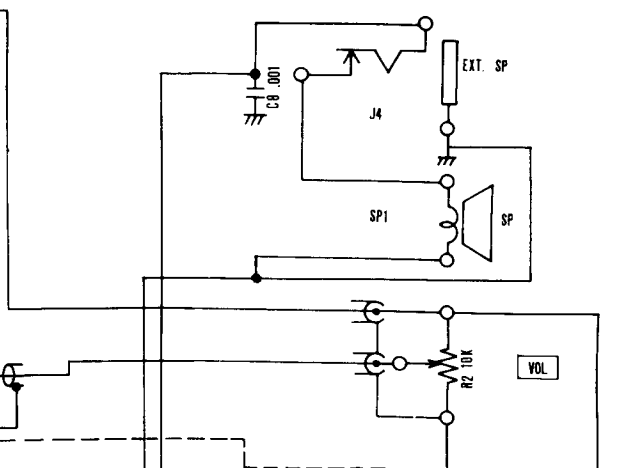 EXT. SP
C8 .001
J4
SP1
SP
R2 10K
VOL